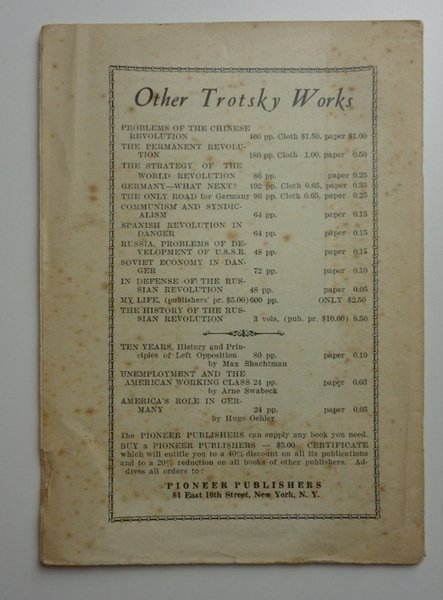 Other Trotsky Works
PROBLEMS OF THE CHINESE
REVOLUTION 460 pp. Cloth $1.50, paper $1.00
THE PERMANENT REVOLU-
TION 180 pp. Cloth 1.00, paper 0.50
THE STRATEGY OF THE
WORLD REVOLUTION 86 pp. paper 0.25
GERMANY—WHAT NEXT? 192 pp. Cloth 0.65, paper 0.35
THE ONLY ROAD for Germany 96 pp. Cloth 0.65, paper 0.25
COMMUNISM AND SYNDIC-
ALISM 64 pp. paper 0.15
SPANISH REVOLUTION IN
DANGER 64 pp. paper 0.15
RUSSIA, PROBLEMS OF DE-
VELOPMENT OF U.S.S.R. 48 pp. paper 0.15
SOVIET ECONOMY IN DAN-
GER 72 pp. paper 0.10
IN DEFENSE OF THE RUS-
SIAN REVOLUTION 48 pp. paper 0.05
MY LIFE, (publishers' pr. $5.00) 600 pp. ONLY $2.50
THE HISTORY OF THE RUS-
SIAN REVOLUTION 3 vols. (pub. pr. $10.00) 8.50
TEN YEARS, History and Prin-
ciples of Left Opposition 80 pp. paper 0.10
by Max Shachtman
UNEMPLOYMENT AND THE
AMERICAN WORKING CLASS 24 pp. paper 0.05
by Arne Swabeck
AMERICA'S ROLE IN GER-
MANY 24 pp. paper 0.05
by Hugo Oehler
The PIONEER PUBLISHERS can supply any book you need.
BUY a PIONEER PUBLISHERS — $5.00 CERTIFICATE
which will entitle you to a 40% discount on all its publications
and to a 20% reduction on all books of other publishers. Ad-
dress all orders to:
PIONEER PUBLISHERS
84 East 10th Street, New York, N. Y.